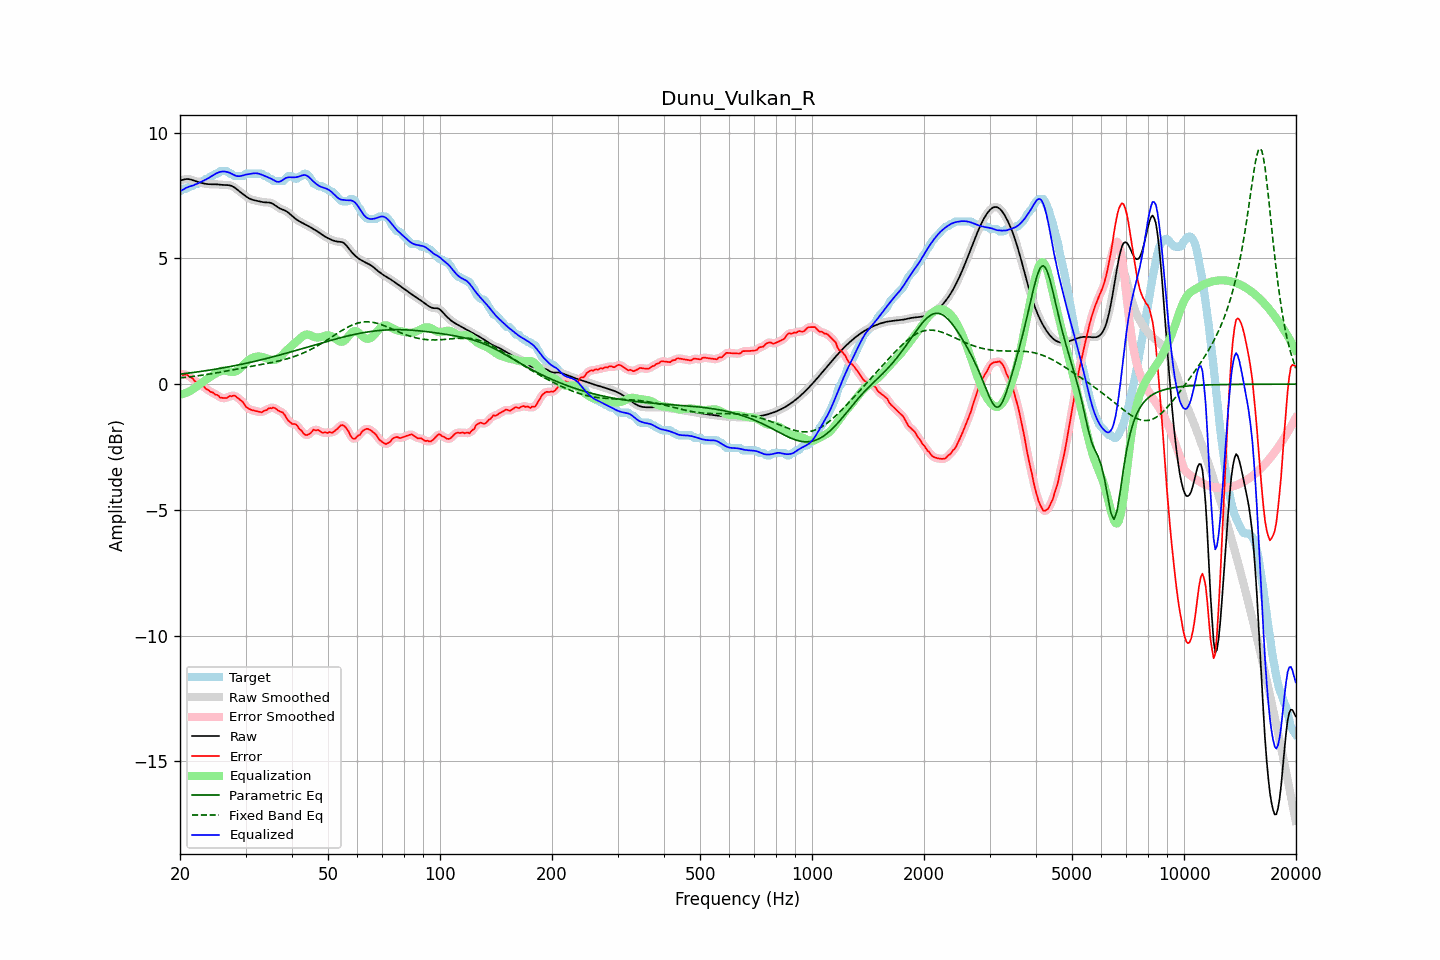 Dunu_Vulkan_R
Amplitude (dBr)
10
5
0
−5
−10
−15
Target
Raw Smoothed
Error Smoothed
Raw
Error
Equalization
Parametric Eq
Fixed Band Eq
Equalized
20
50
100
200
500
1000
2000
5000
10000
20000
Frequency (Hz)